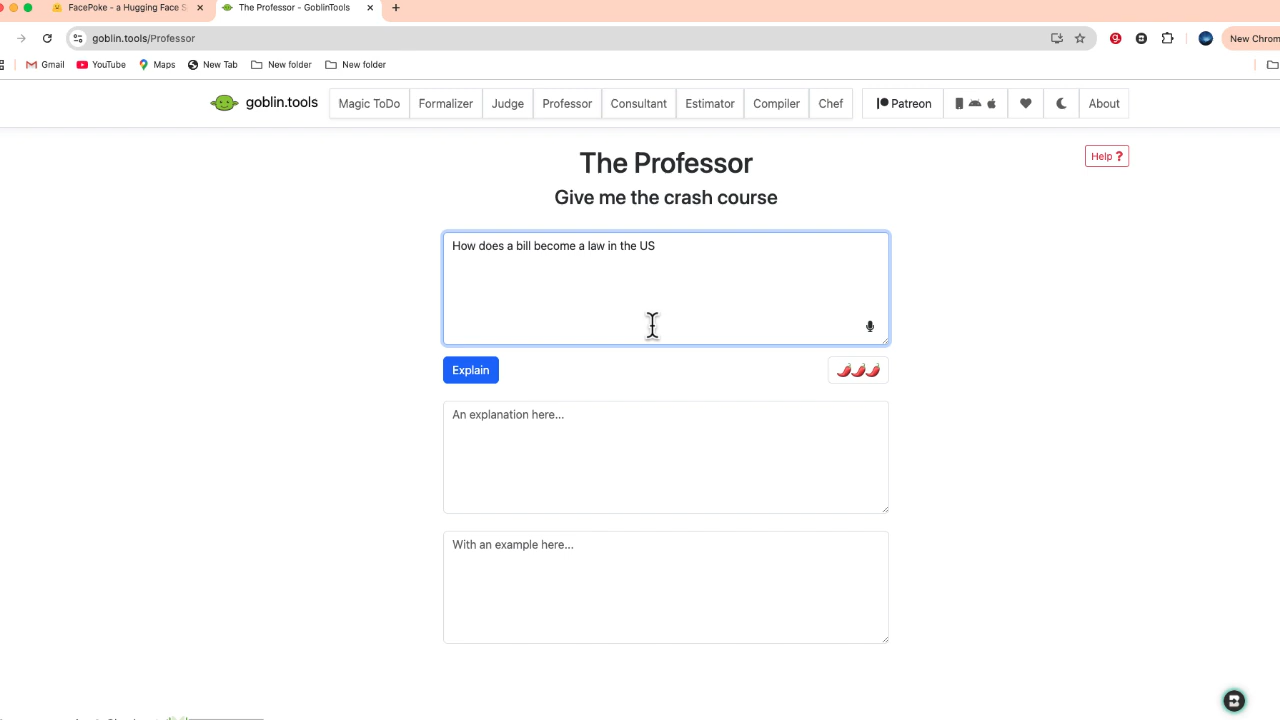 FacePoke - a Hugging Face S
The Professor - GoblinTools
goblin.tools/Professor
New Chrom
Gmail
YouTube
Maps
New Tab
New folder
New folder
goblin.tools
Magic ToDo
Formalizer
Judge
Professor
Consultant
Estimator
Compiler
Chef
Patreon
About
The Professor
Help ?
Give me the crash course
How does a bill become a law in the US
Explain
An explanation here...
With an example here...